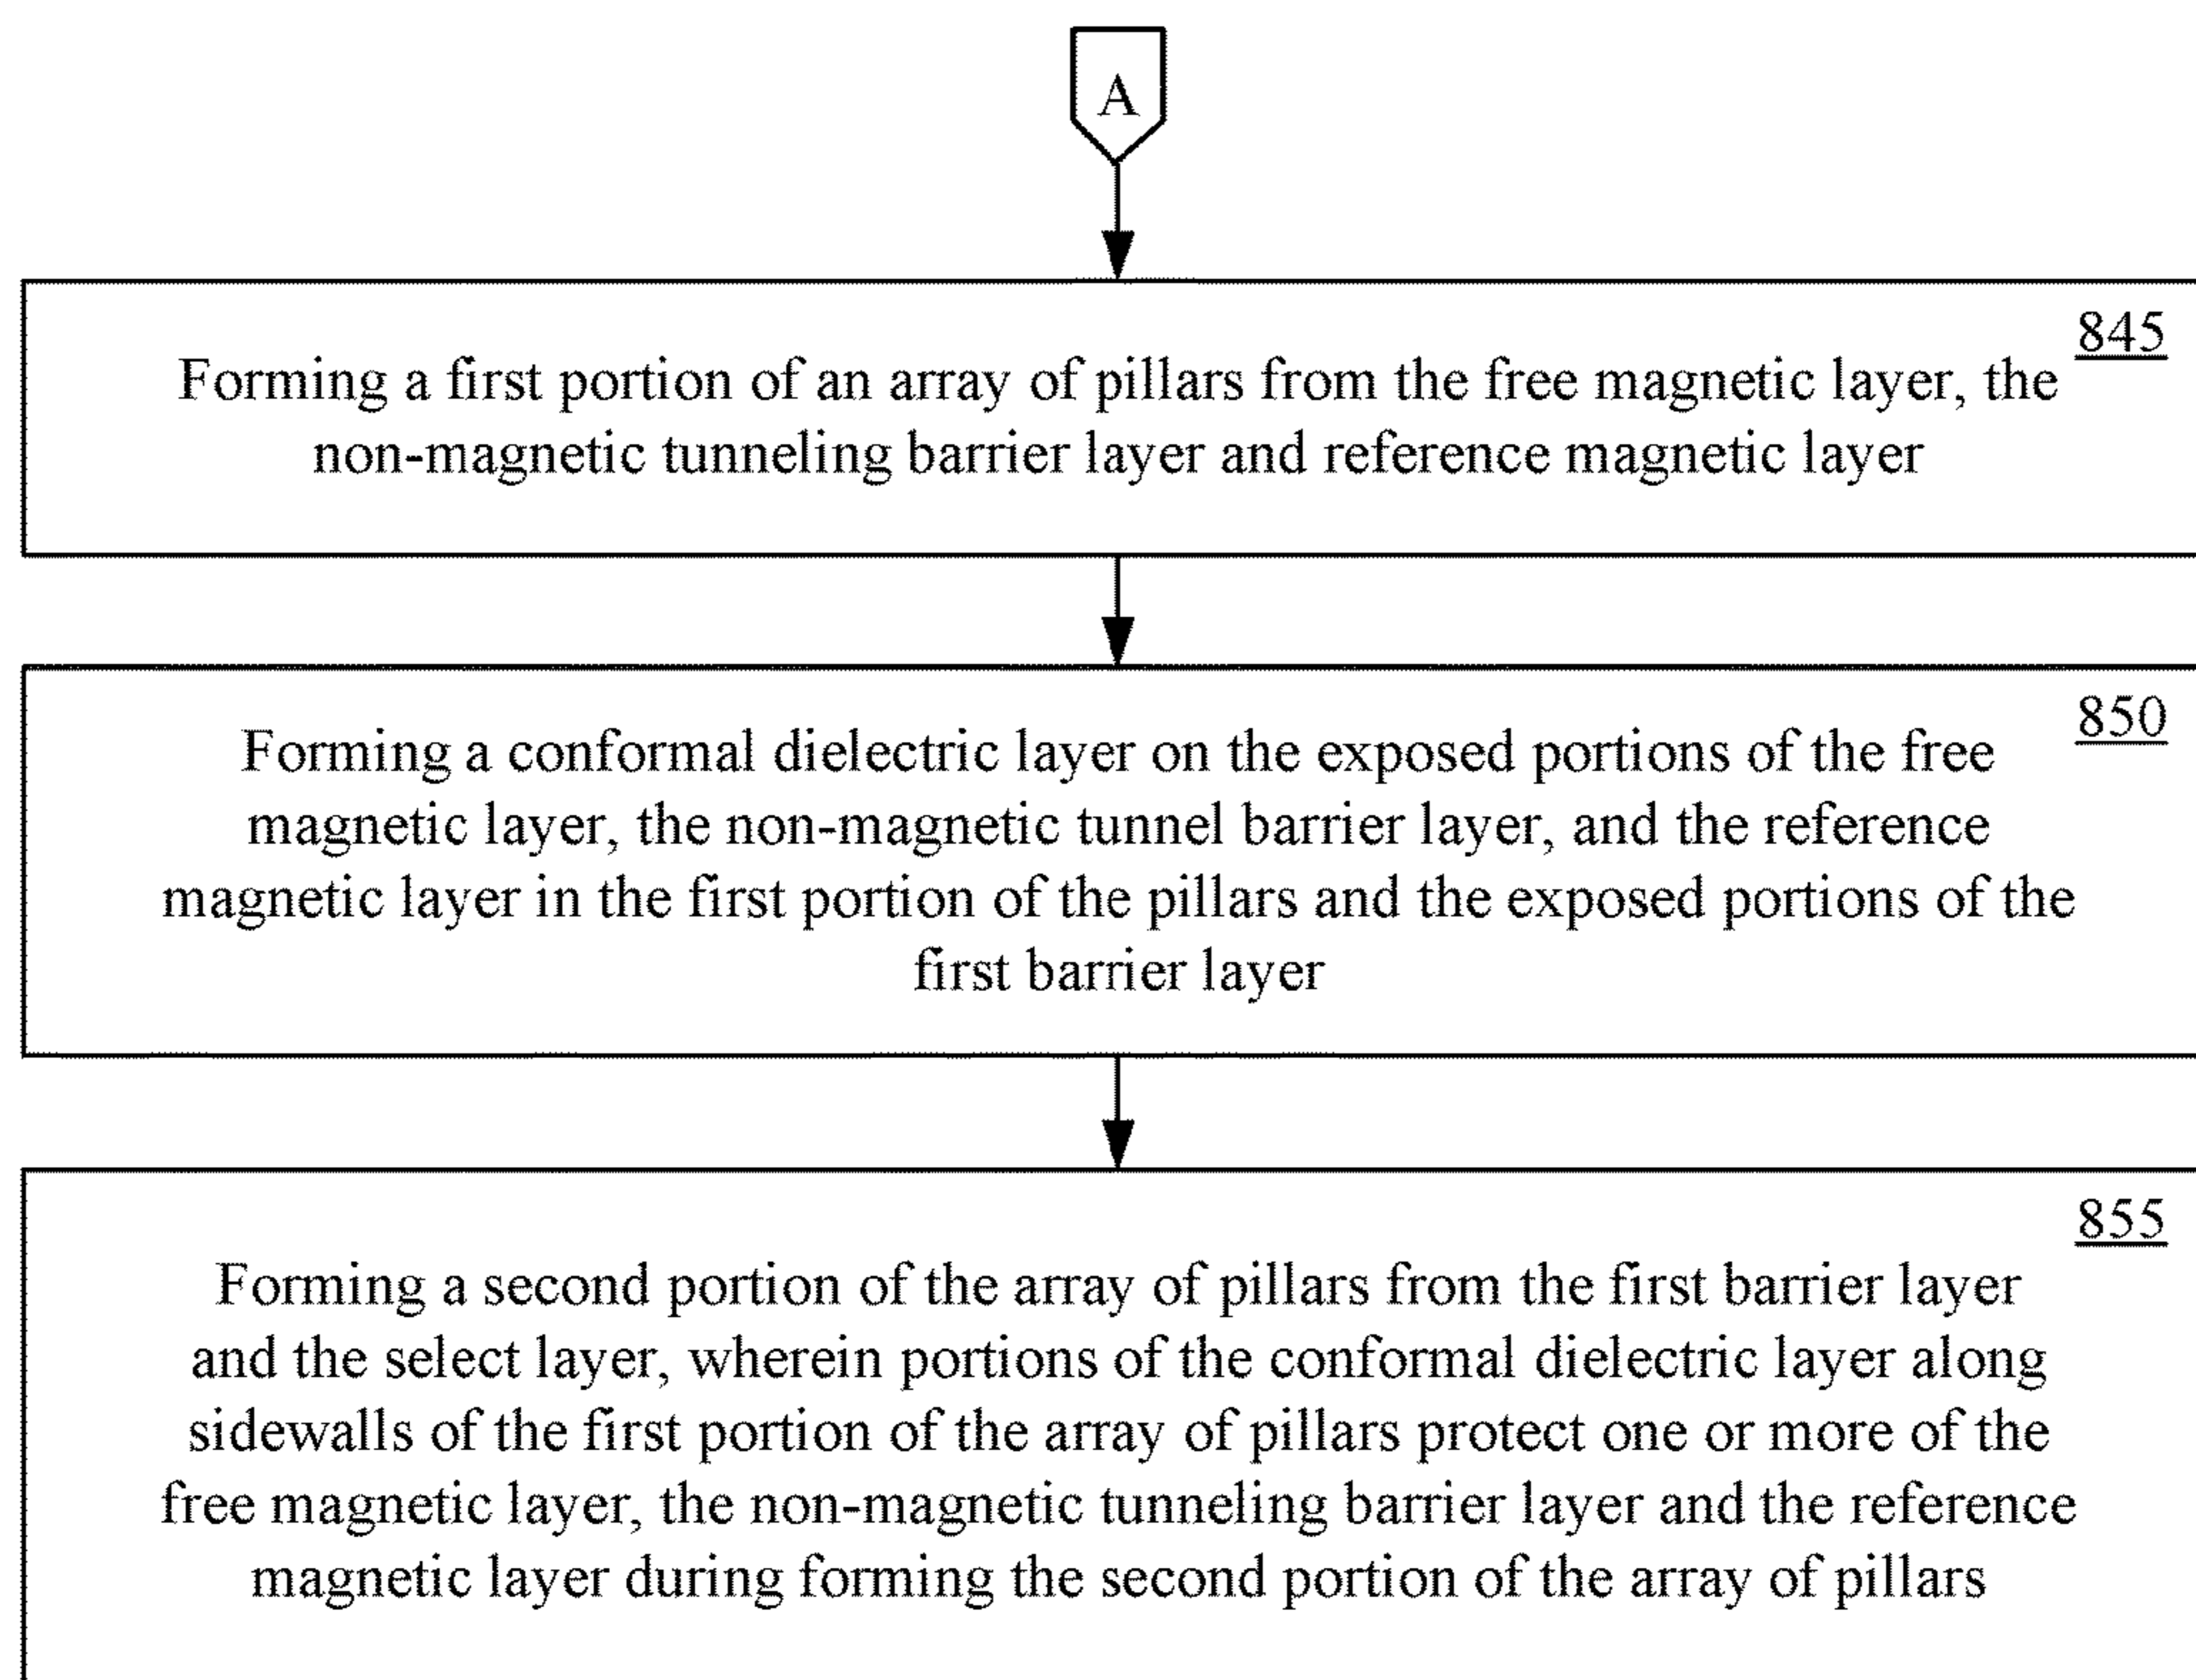 A
845
Forming a first portion of an array of pillars from the free magnetic layer, the
non-magnetic tunneling barrier layer and reference magnetic layer
850
Forming a conformal dielectric layer on the exposed portions of the free
magnetic layer, the non-magnetic tunnel barrier layer, and the reference
magnetic layer in the first portion of the pillars and the exposed portions of the
first barrier layer
855
Forming a second portion of the array of pillars from the first barrier layer
and the select layer, wherein portions of the conformal dielectric layer along
sidewalls of the first portion of the array of pillars protect one or more of the
free magnetic layer, the non-magnetic tunneling barrier layer and the reference
magnetic layer during forming the second portion of the array of pillars